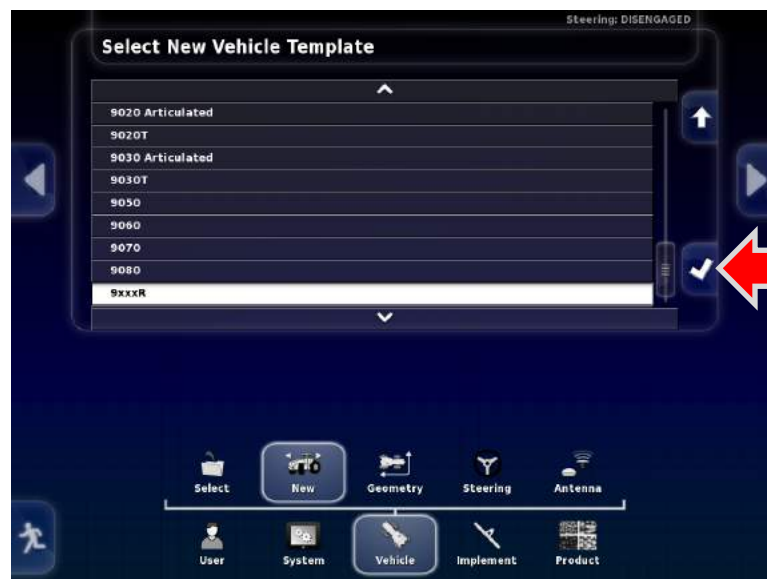 Steering: DISENGAGED
Select New Vehicle Template
9020 Articulated
9020T
9030 Articulated
9030T
9050
9060
9070
9080
9xxxR
Select New Geometry Steering Antenna
User System Vehicle Implement Product